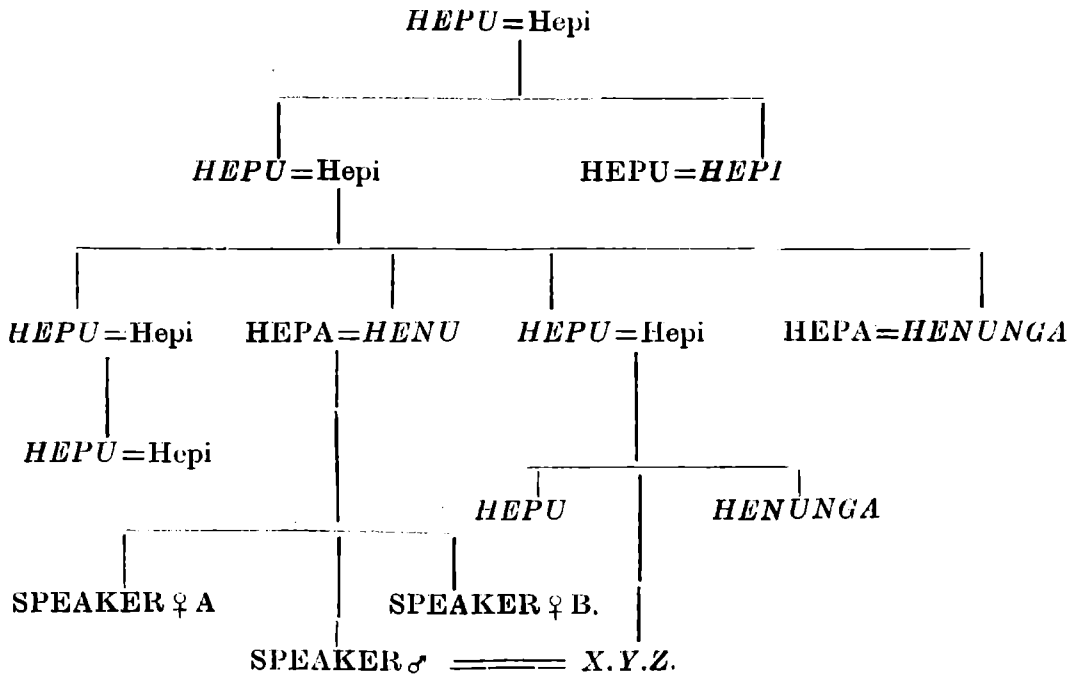 HEPU=Hepi
HEPU=Hepi HEPU=HEPI
HEPU=Hepi HEPA=HENU HEPU=Hepi HEPA=HENUNGA
HEPU=Hepi
HEPU HENUNGA
SPEAKER ♀ A SPEAKER ♀ B.
SPEAKER ♂ == X.Y.Z.